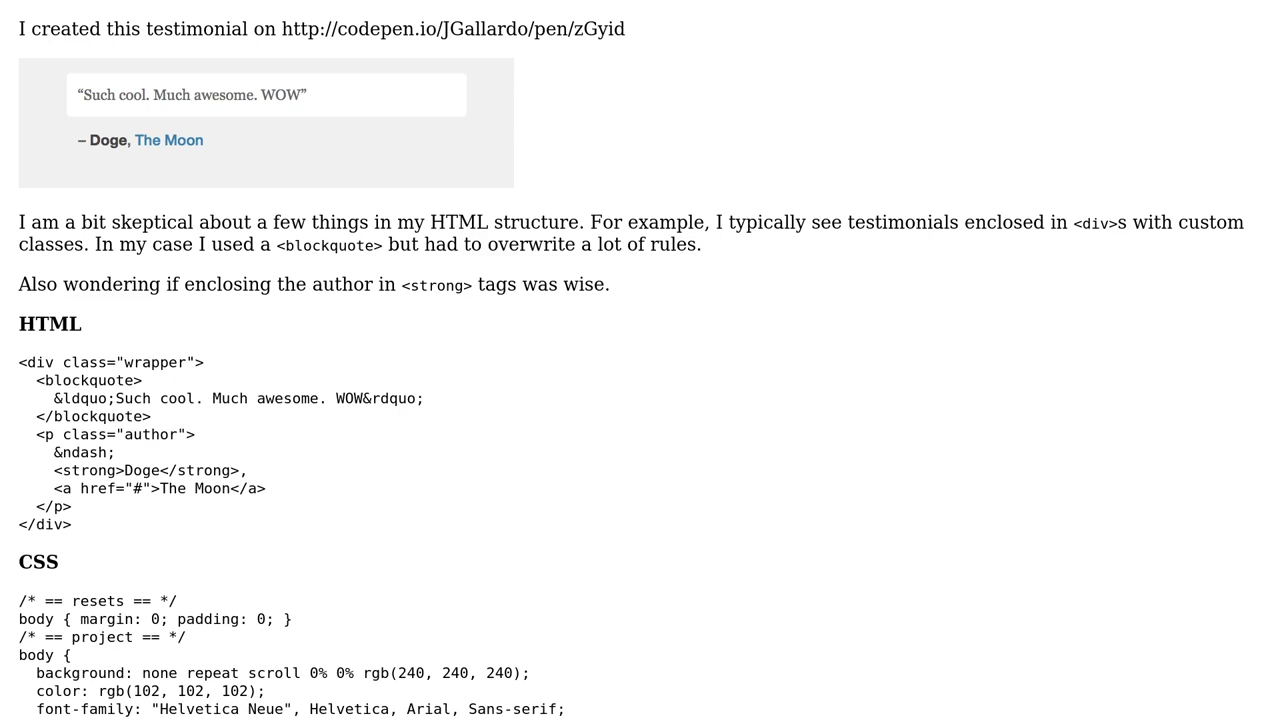 I created this testimonial on http://codepen.io/JGallardo/pen/zGyid
“Such cool. Much awesome. WOW”
– Doge, The Moon
I am a bit skeptical about a few things in my HTML structure. For example, I typically see testimonials enclosed in <div>s with custom
classes. In my case I used a <blockquote> but had to overwrite a lot of rules.
Also wondering if enclosing the author in <strong> tags was wise.
HTML
<div class="wrapper">
  <blockquote>
    &ldquo;Such cool. Much awesome. WOW&rdquo;
  </blockquote>
  <p class="author">
    &ndash;
    <strong>Doge</strong>,
    <a href="#">The Moon</a>
  </p>
</div>
CSS
/* == resets == */
body { margin: 0; padding: 0; }
/* == project == */
body {
  background: none repeat scroll 0% 0% rgb(240, 240, 240);
  color: rgb(102, 102, 102);
  font-family: "Helvetica Neue", Helvetica, Arial, Sans-serif;